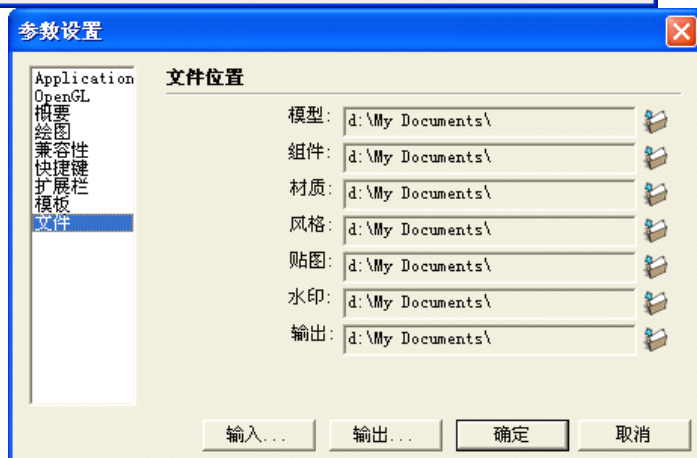 参数设置
Application
OpenGL
概要
绘图
兼容性
快捷键
扩展栏
模板
文件
文件位置
模型: d:\My Documents\
组件: d:\My Documents\
材质: d:\My Documents\
风格: d:\My Documents\
贴图: d:\My Documents\
水印: d:\My Documents\
输出: d:\My Documents\
输入... 输出... 确定 取消